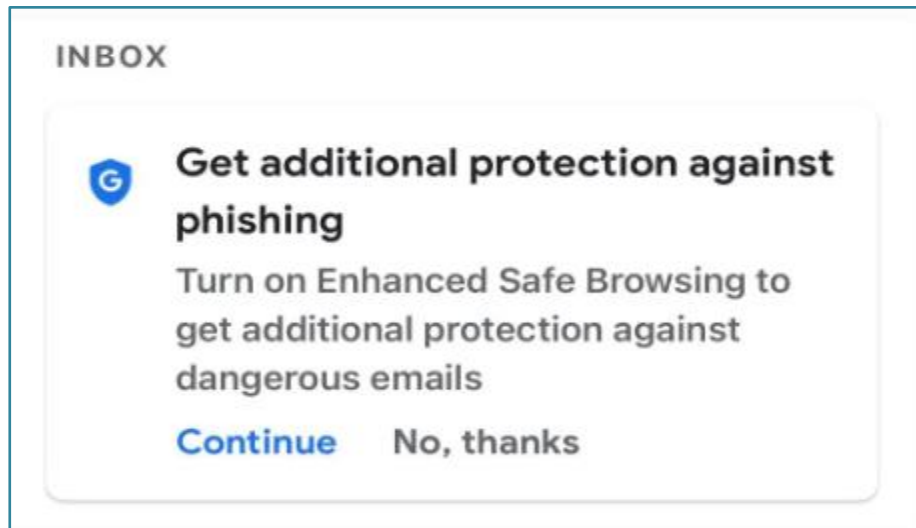 INBOX
G
Get additional protection against
phishing
Turn on Enhanced Safe Browsing to
get additional protection against
dangerous emails
Continue No, thanks